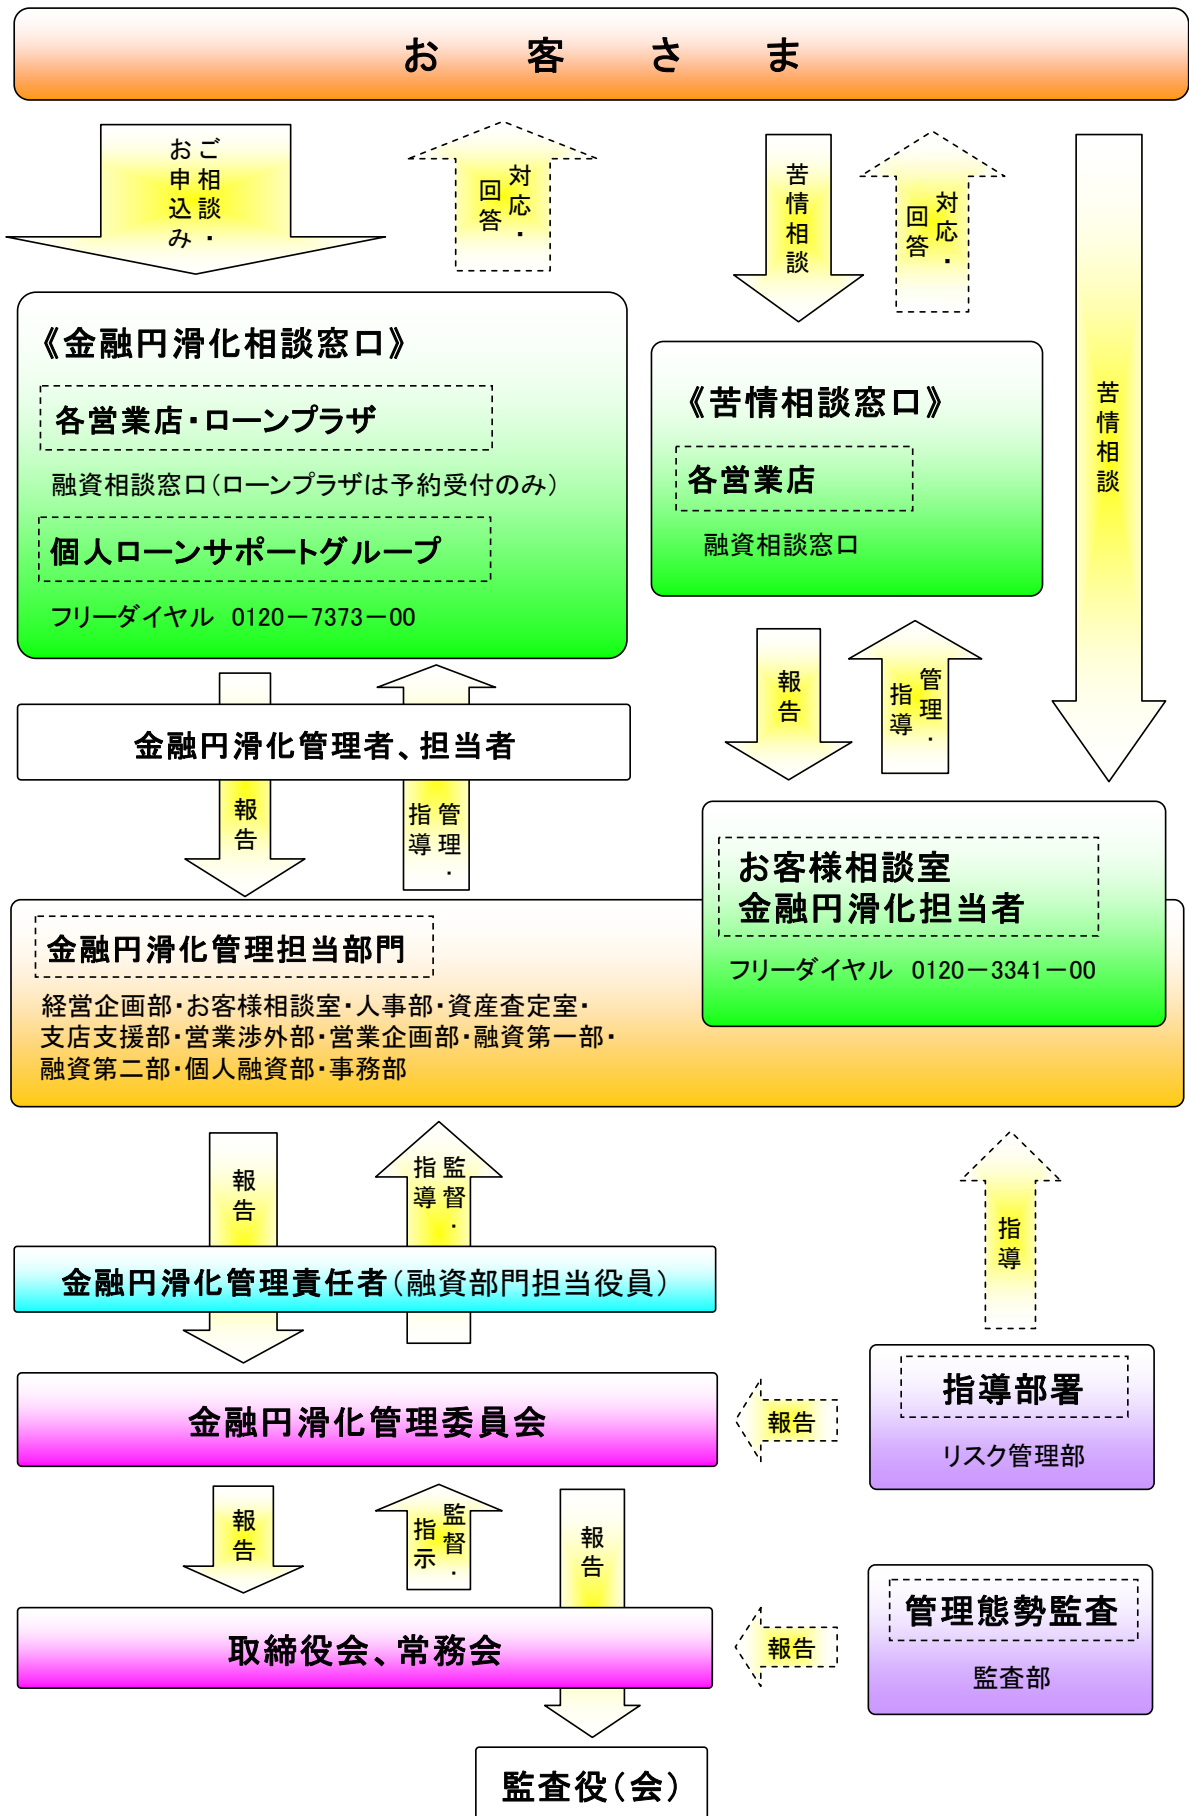 お客さま
ご相談・
お申込み
対応・
回答
苦情相談
対応・
回答
苦情相談
《金融円滑化相談窓口》
各営業店・ローンプラザ
融資相談窓口(ローンプラザは予約受付のみ)
個人ローンサポートグループ
フリーダイヤル 0120-7373-00
《苦情相談窓口》
各営業店
融資相談窓口
報告
管理・
指導
金融円滑化管理者、担当者
報告
管理・
指導
お客様相談室
金融円滑化担当者
フリーダイヤル 0120-3341-00
金融円滑化管理担当部門
経営企画部・お客様相談室・人事部・資産査定室・
支店支援部・営業渉外部・営業企画部・融資第一部・
融資第二部・個人融資部・事務部
報告
監督・
指導
指導
金融円滑化管理責任者(融資部門担当役員)
金融円滑化管理委員会
報告
指導部署
リスク管理部
報告
監督・
指示
報告
取締役会、常務会
報告
管理態勢監査
監査部
監査役(会)